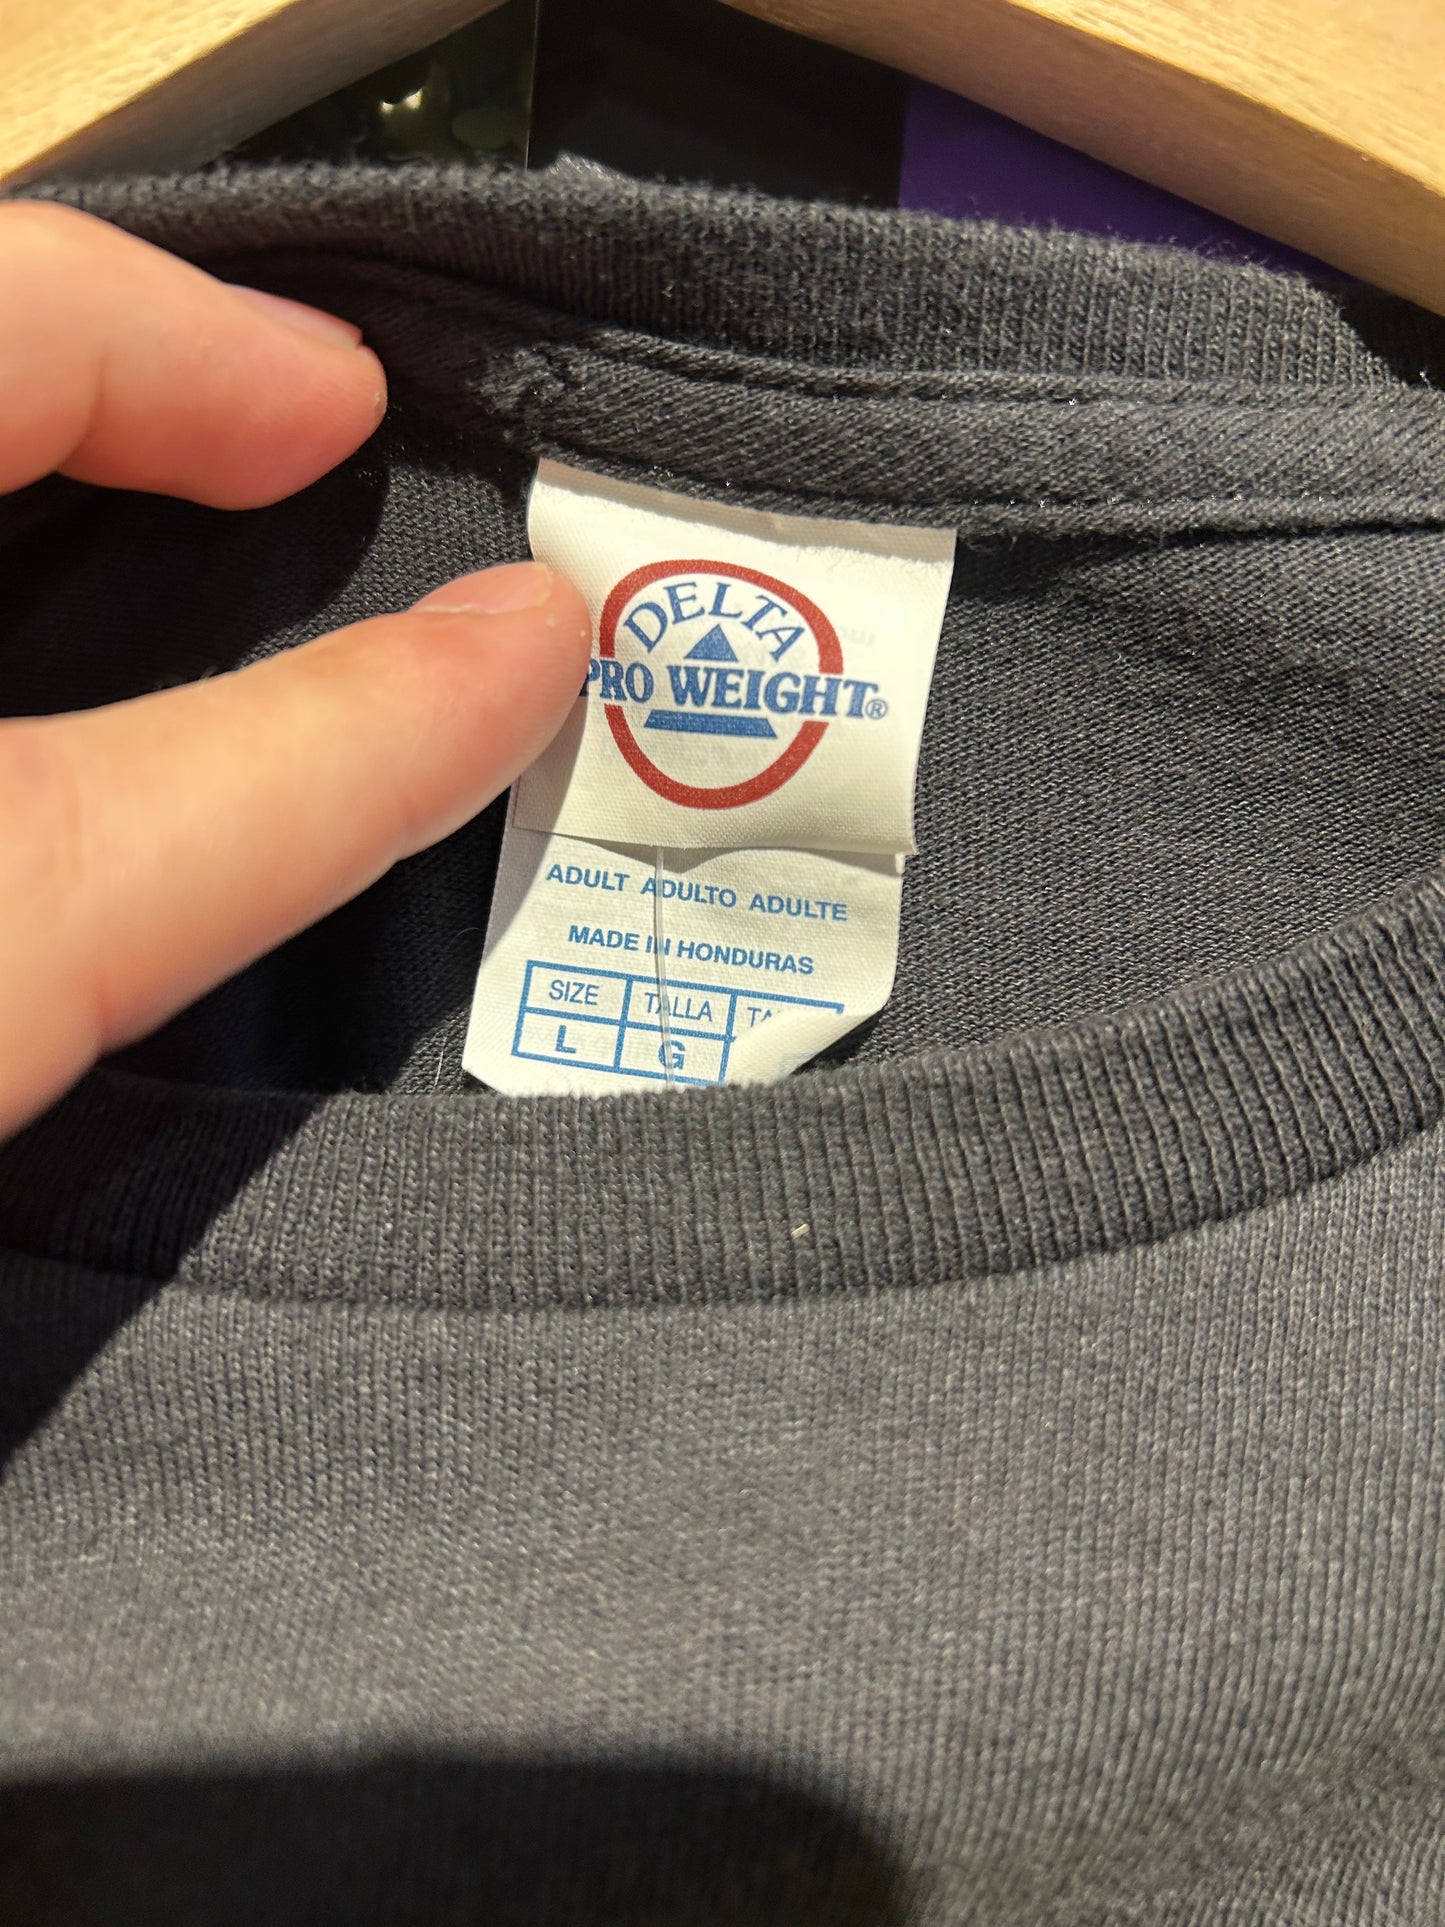 DELTA
PRO WEIGHT®
ADULT ADULTO ADULTE
MADE IN HONDURAS
SIZE TALLA
L G